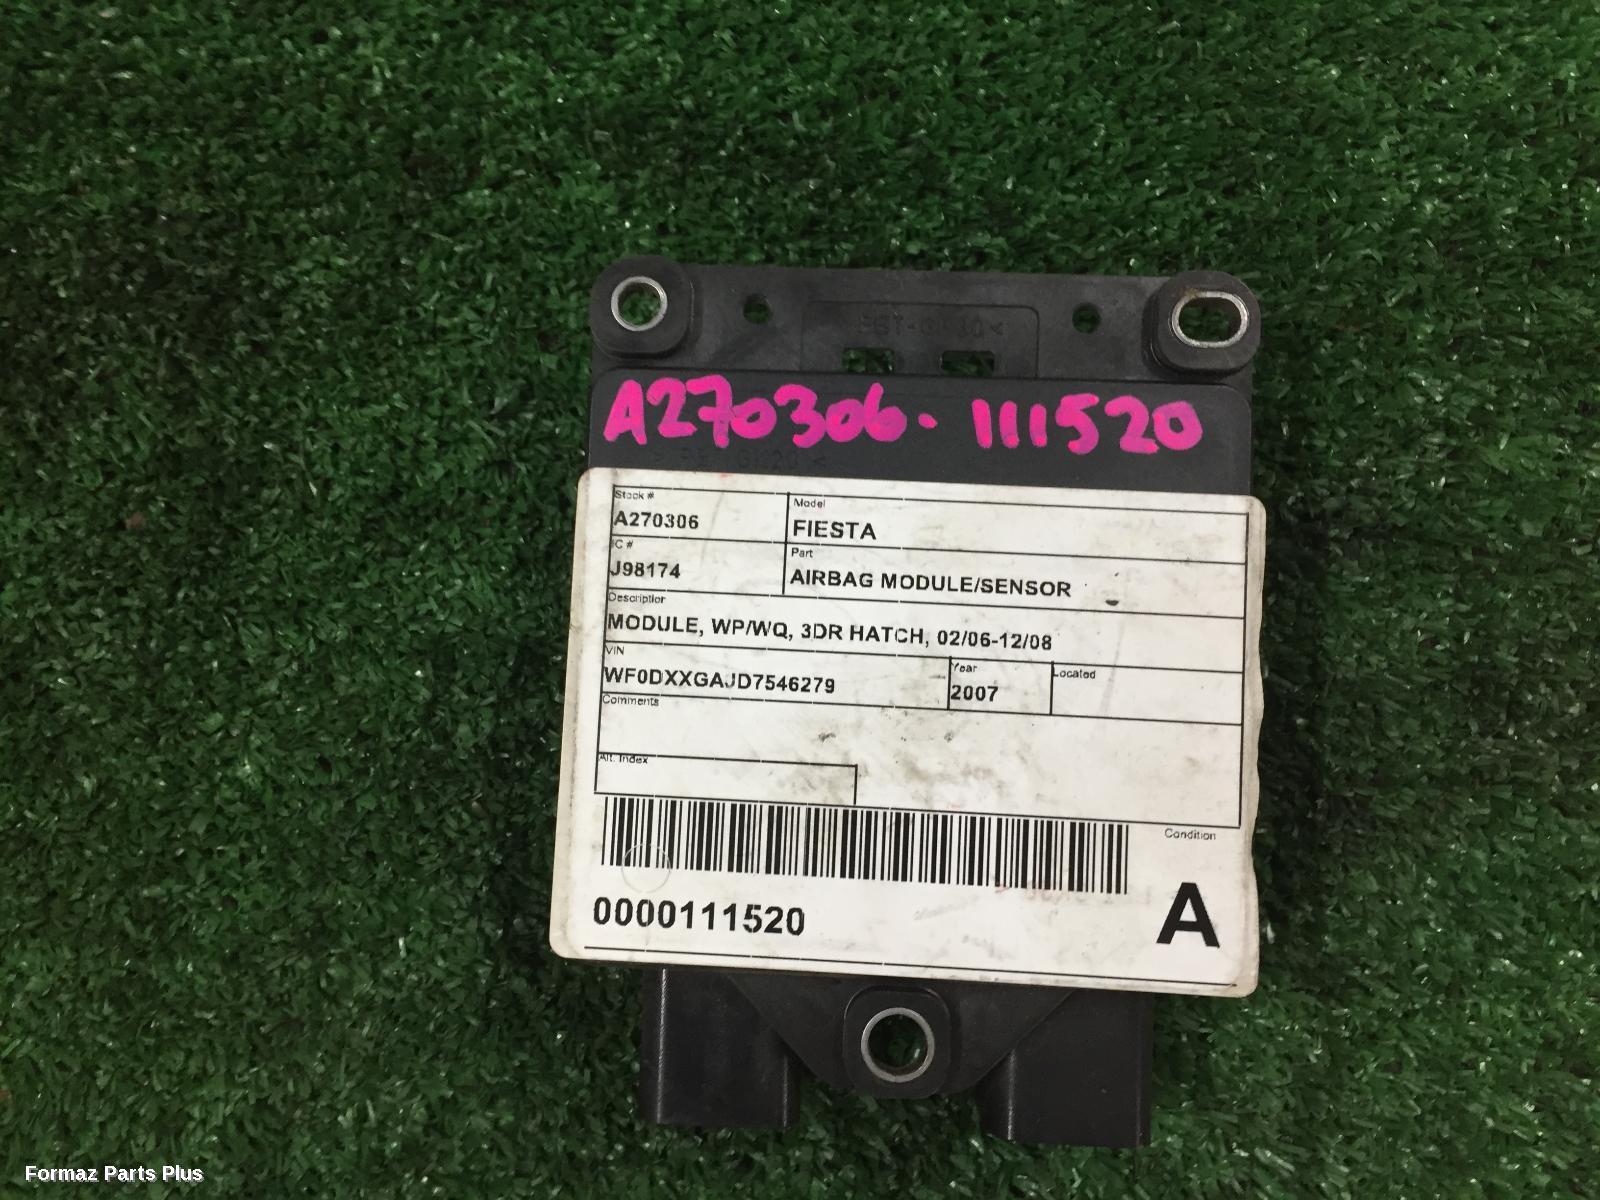 A270306-111520
Stock #
A270306
Model
FIESTA
IC #
J98174
Part
AIRBAG MODULE/SENSOR
Description
MODULE, WP/WQ, 3DR HATCH, 02/06-12/08
VIN
WF0DXXGAJD7546279
Year
2007
Located
Comments
Alt. Index
Condition
A
0000111520
Formaz Parts Plus